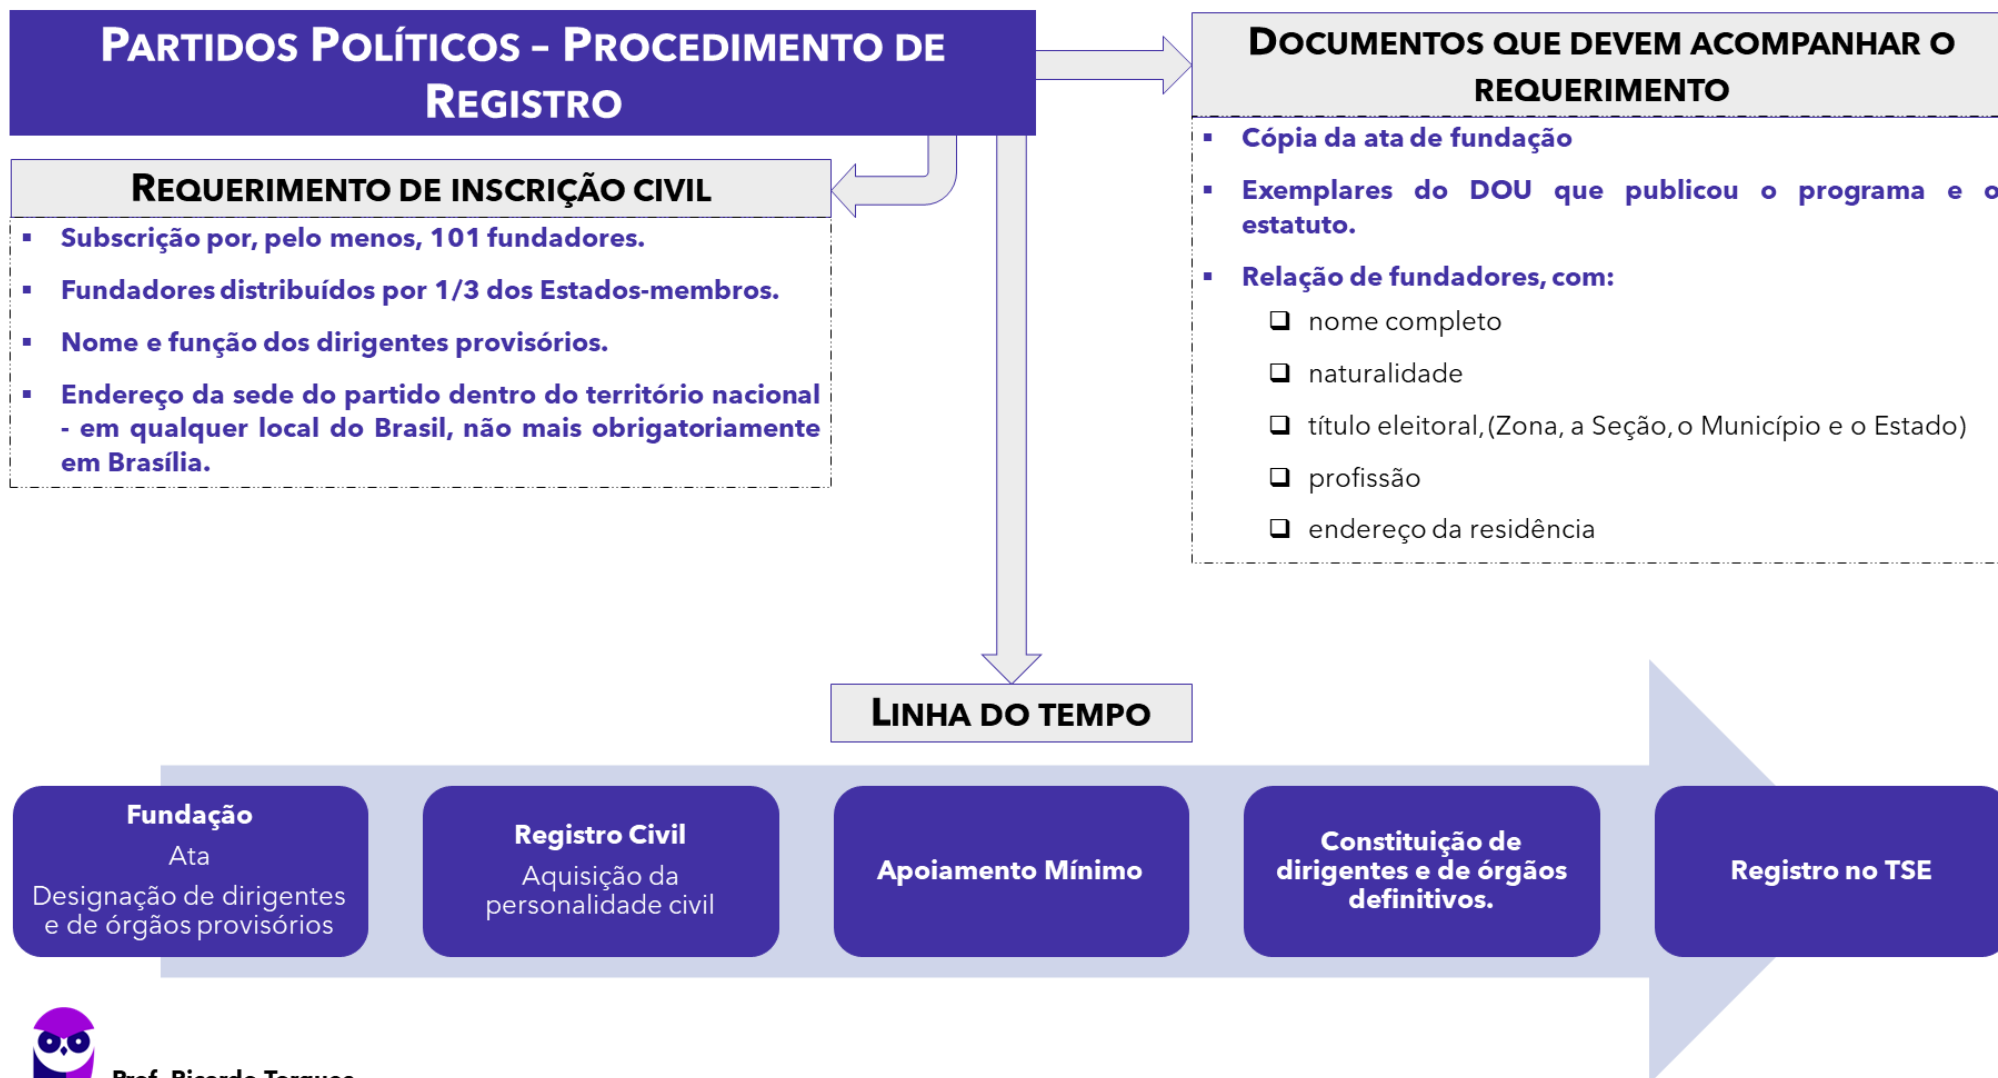 PARTIDOS POLÍTICOS – PROCEDIMENTO DE
REGISTRO
REQUERIMENTO DE INSCRIÇÃO CIVIL
▪ Subscrição por, pelo menos, 101 fundadores.
▪ Fundadores distribuídos por 1/3 dos Estados-membros.
▪ Nome e função dos dirigentes provisórios.
▪ Endereço da sede do partido dentro do território nacional
- em qualquer local do Brasil, não mais obrigatoriamente
em Brasília.
DOCUMENTOS QUE DEVEM ACOMPANHAR O
REQUERIMENTO
▪ Cópia da ata de fundação
▪ Exemplares do DOU que publicou o programa e o
estatuto.
▪ Relação de fundadores, com:
❑ nome completo
❑ naturalidade
❑ título eleitoral, (Zona, a Seção, o Município e o Estado)
❑ profissão
❑ endereço da residência
LINHA DO TEMPO
Fundação
Ata
Designação de dirigentes
e de órgãos provisórios
Registro Civil
Aquisição da
personalidade civil
Apoiamento Mínimo
Constituição de
dirigentes e de órgãos
definitivos.
Registro no TSE
Prof. Ricardo Torques